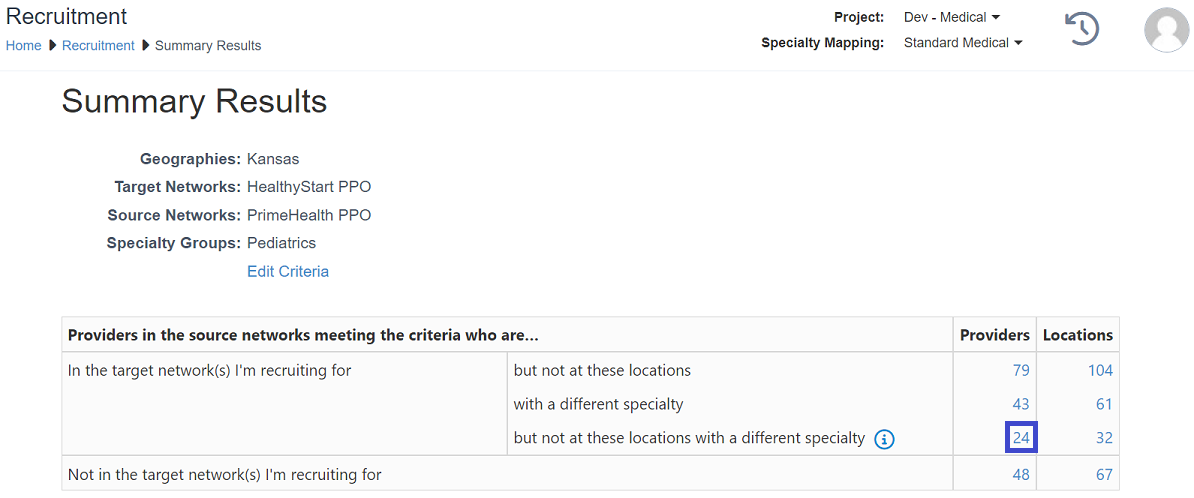 Recruitment
Project: Dev - Medical
Home Recruitment Summary Results
Specialty Mapping: Standard Medical
Summary Results
Geographies: Kansas
Target Networks: HealthyStart PPO
Source Networks: PrimeHealth PPO
Specialty Groups: Pediatrics
Edit Criteria
Providers in the source networks meeting the criteria who are... Providers Locations
In the target network(s) I'm recruiting for but not at these locations 79 104
with a different specialty 43 61
but not at these locations with a different specialty 24 32
Not in the target network(s) I'm recruiting for 48 67